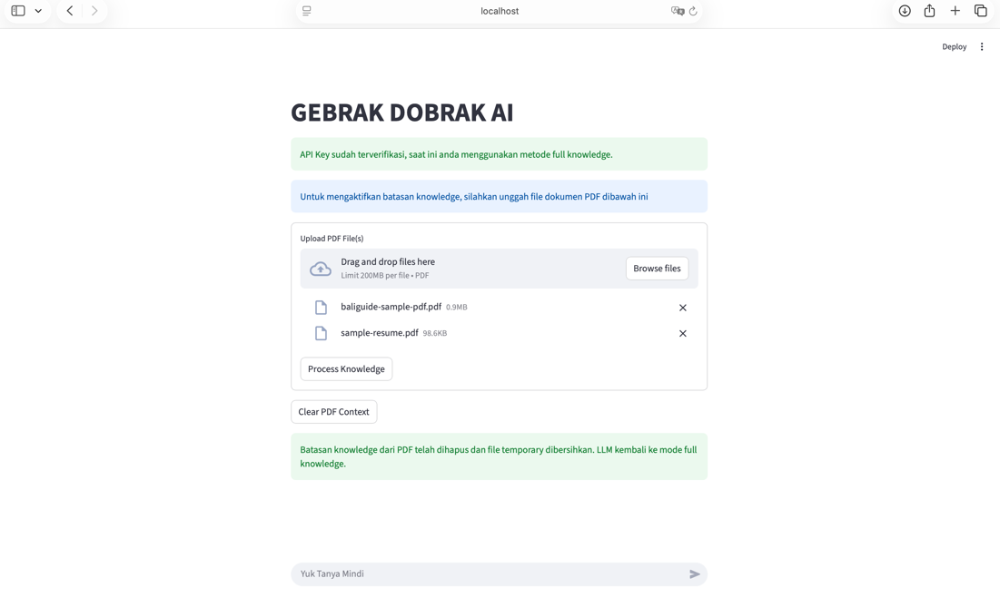 localhost
Deploy
GEBRAK DOBRAK AI
API Key sudah terverifikasi, saat ini anda menggunakan metode full knowledge.
Untuk mengaktifkan batasan knowledge, silahkan unggah file dokumen PDF dibawah ini
Upload PDF File(s)
Drag and drop files here
Limit 200MB per file • PDF
Browse files
baliguide-sample-pdf.pdf 0.9MB
sample-resume.pdf 98.6KB
Process Knowledge
Clear PDF Context
Batasan knowledge dari PDF telah dihapus dan file temporary dibersihkan. LLM kembali ke mode full
knowledge.
Yuk Tanya Mindi